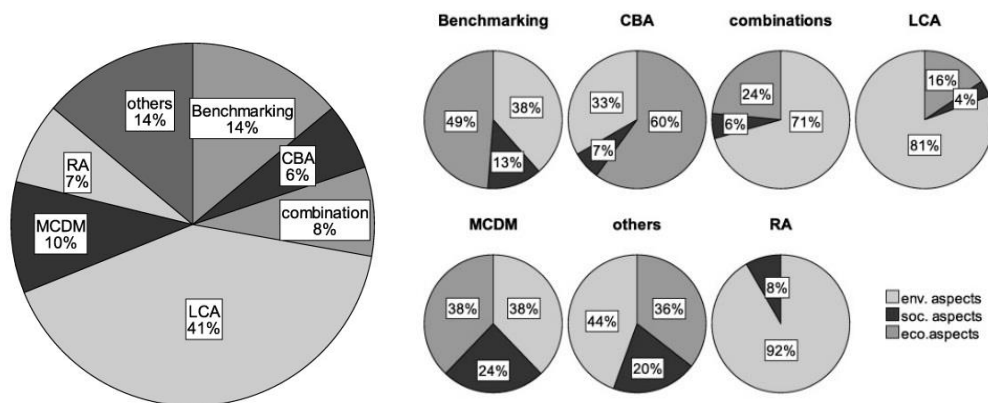 Benchmarking
CBA
combinations
LCA
others
14%
Benchmarking
14%
CBA
6%
combination
8%
LCA
41%
MCDM
10%
RA
7%
49%
38%
13%
33%
60%
7%
24%
6%
71%
16%
4%
81%
MCDM
others
RA
38%
38%
24%
44%
36%
20%
8%
92%
env. aspects
soc. aspects
eco.aspects